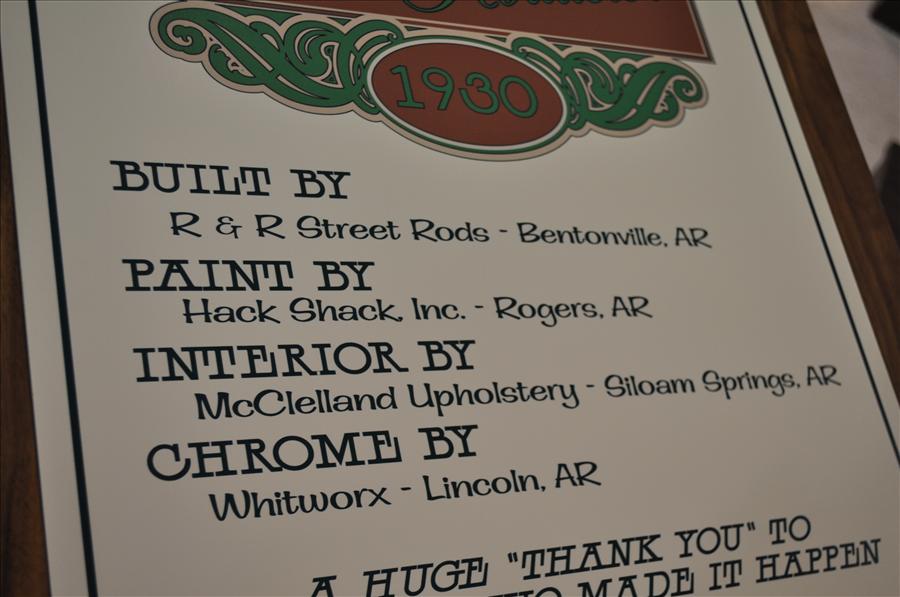 1930
BUILT BY
R & R Street Rods - Bentonville, AR
PAINT BY
Hack Shack, Inc. - Rogers, AR
INTERIOR BY
McClelland Upholstery - Siloam Springs, AR
CHROME BY
Whitworx - Lincoln, AR
A HUGE "THANK YOU" TO
WHO MADE IT HAPPEN